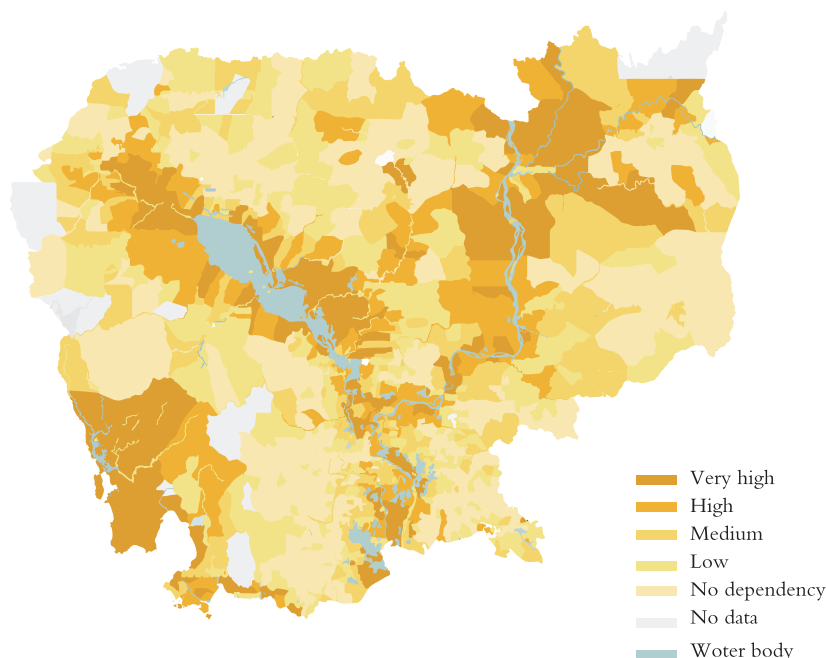 Very high
High
Medium
Low
No dependency
No data
Woter body